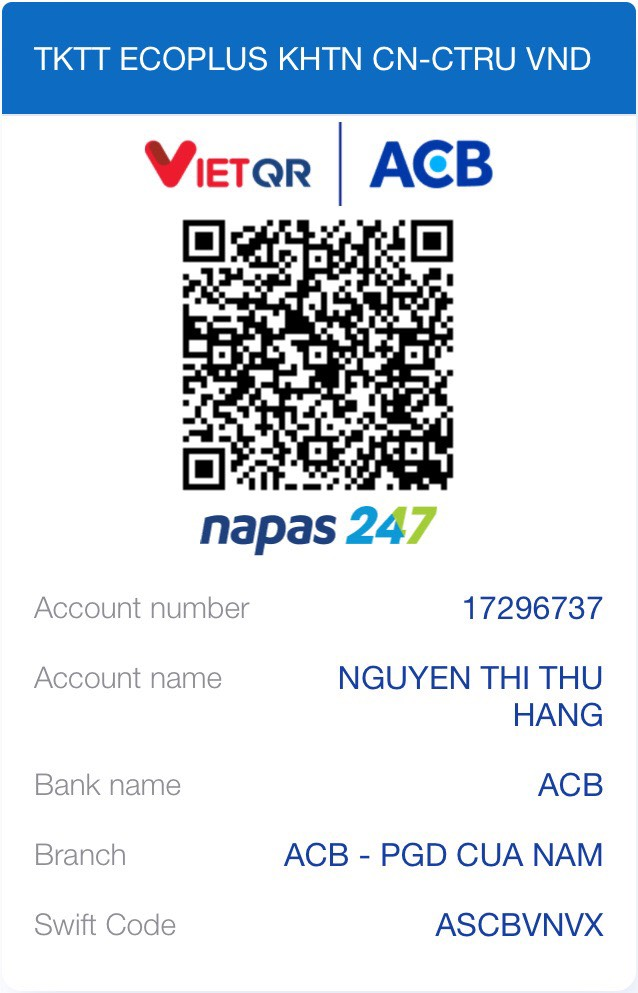 TKTT ECOPLUS KHTN CN-CTRU VND
VIETQR ACB
napas 247
Account number 17296737
Account name NGUYEN THI THU
HANG
Bank name ACB
Branch ACB - PGD CUA NAM
Swift Code ASCBVNVX